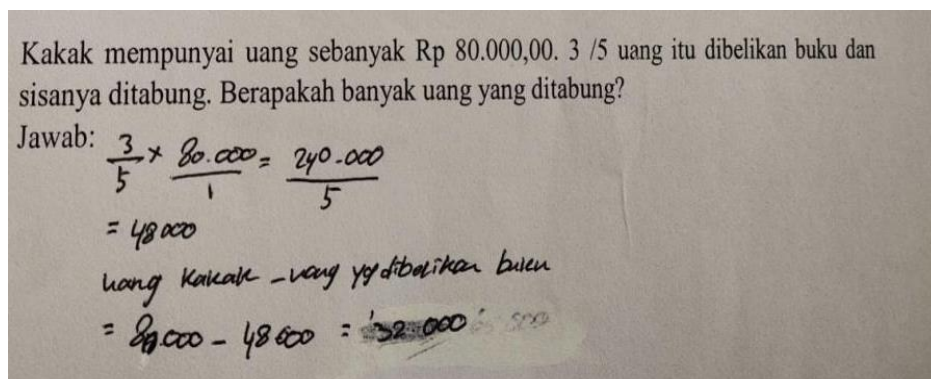 Kakak mempunyai uang sebanyak Rp 80.000,00. 3 /5 uang itu dibelikan buku dan
sisanya ditabung. Berapakah banyak uang yang ditabung?
Jawab: 3/5 × 80.000/1 = 240.000/5
= 48000
uang Kakak - uang yg dibelikan buku
= 80.000 - 48000 = 32.000